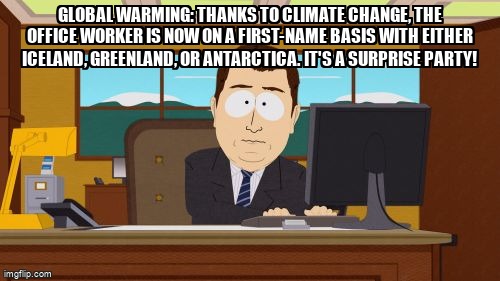 GLOBAL WARMING: THANKS TO CLIMATE CHANGE, THE
OFFICE WORKER IS NOW ON A FIRST-NAME BASIS WITH EITHER
ICELAND, GREENLAND, OR ANTARCTICA. IT'S A SURPRISE PARTY!
imgflip.com